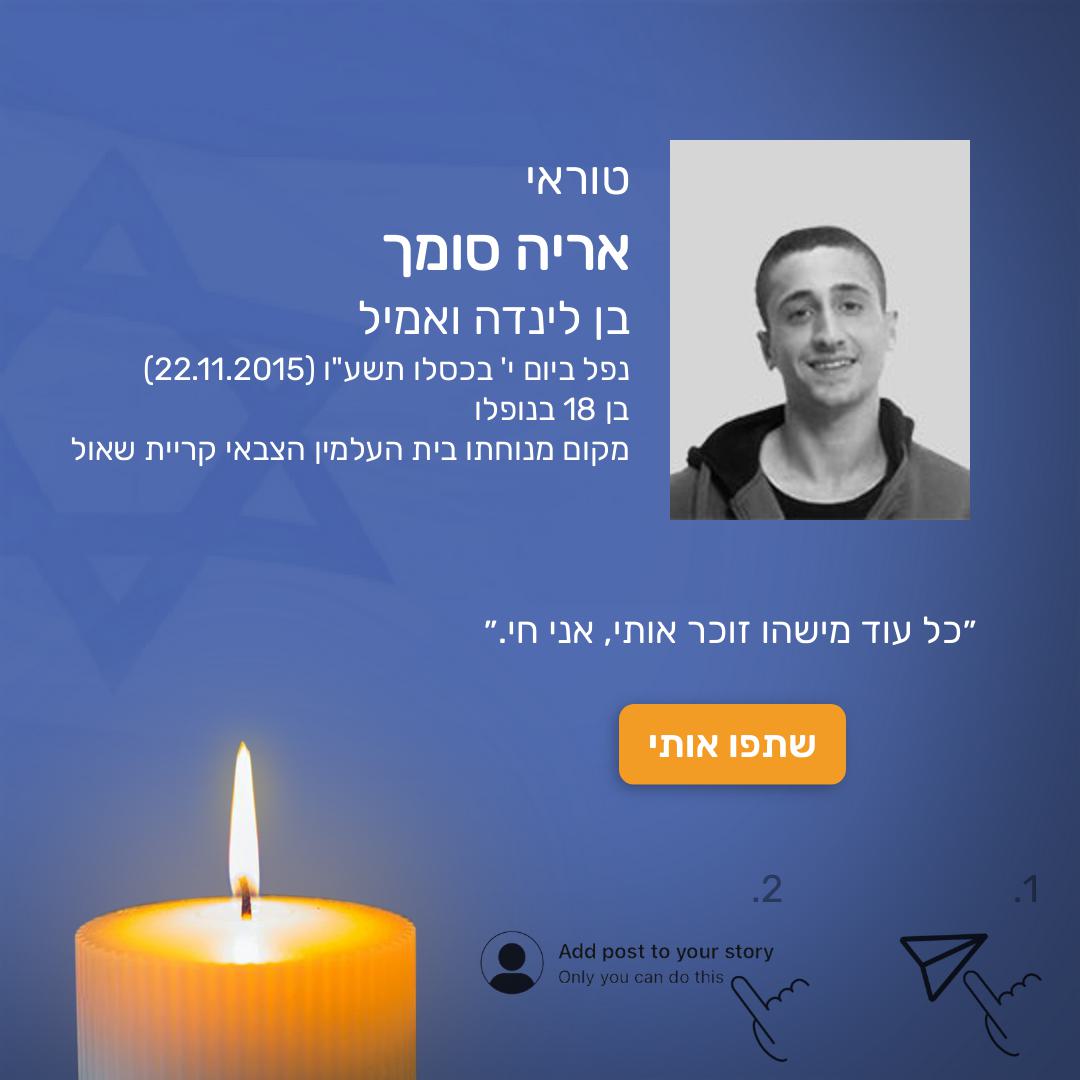 טוראי
אריה סומך
בן לינדה ואמיל
נפל ביום י' בכסלו תשע"ו (22.11.2015)
בן 18 בנופלו
מקום מנוחתו בית העלמין הצבאי קריית שאול
״כל עוד מישהו זוכר אותי, אני חי.״
שתפו אותי
.1
.2
Add post to your story
Only you can do this